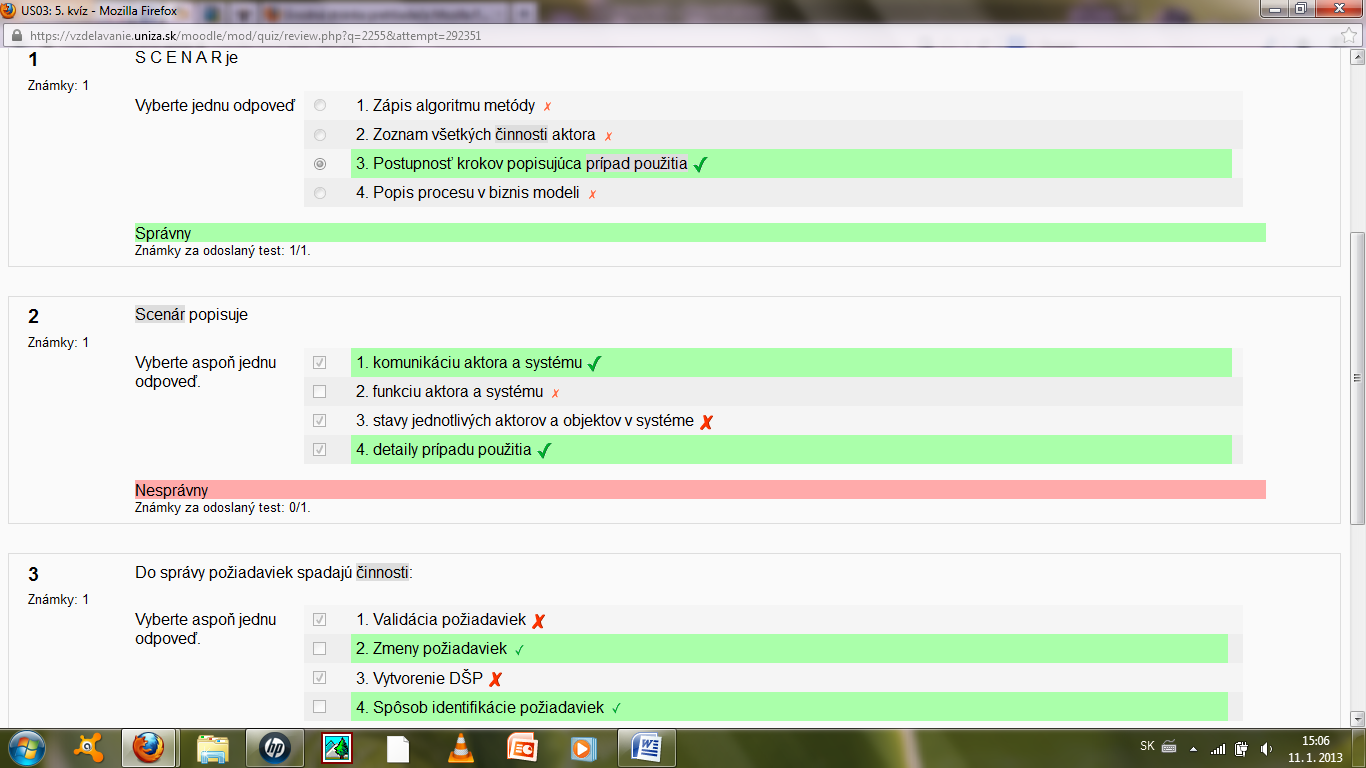 US03: 5. kvíz - Mozilla Firefox
https://vzdelavanie.uniza.sk/moodle/mod/quiz/review.php?q=2255&attempt=292351
1
S C E N A R je
Známky: 1
Vyberte jednu odpoveď
1. Zápis algoritmu metódy
2. Zoznam všetkých činnosti aktora
3. Postupnosť krokov popisujúca prípad použitia
4. Popis procesu v biznis modeli
Správny
Známky za odoslaný test: 1/1.
2
Scenár popisuje
Známky: 1
Vyberte aspoň jednu
odpoveď.
1. komunikáciu aktora a systému
2. funkciu aktora a systému
3. stavy jednotlivých aktorov a objektov v systéme
4. detaily prípadu použitia
Nesprávny
Známky za odoslaný test: 0/1.
3
Do správy požiadaviek spadajú činnosti:
Známky: 1
Vyberte aspoň jednu
odpoveď.
1. Validácia požiadaviek
2. Zmeny požiadaviek
3. Vytvorenie DŠP
4. Spôsob identifikácie požiadaviek
SK
15:06
11. 1. 2013